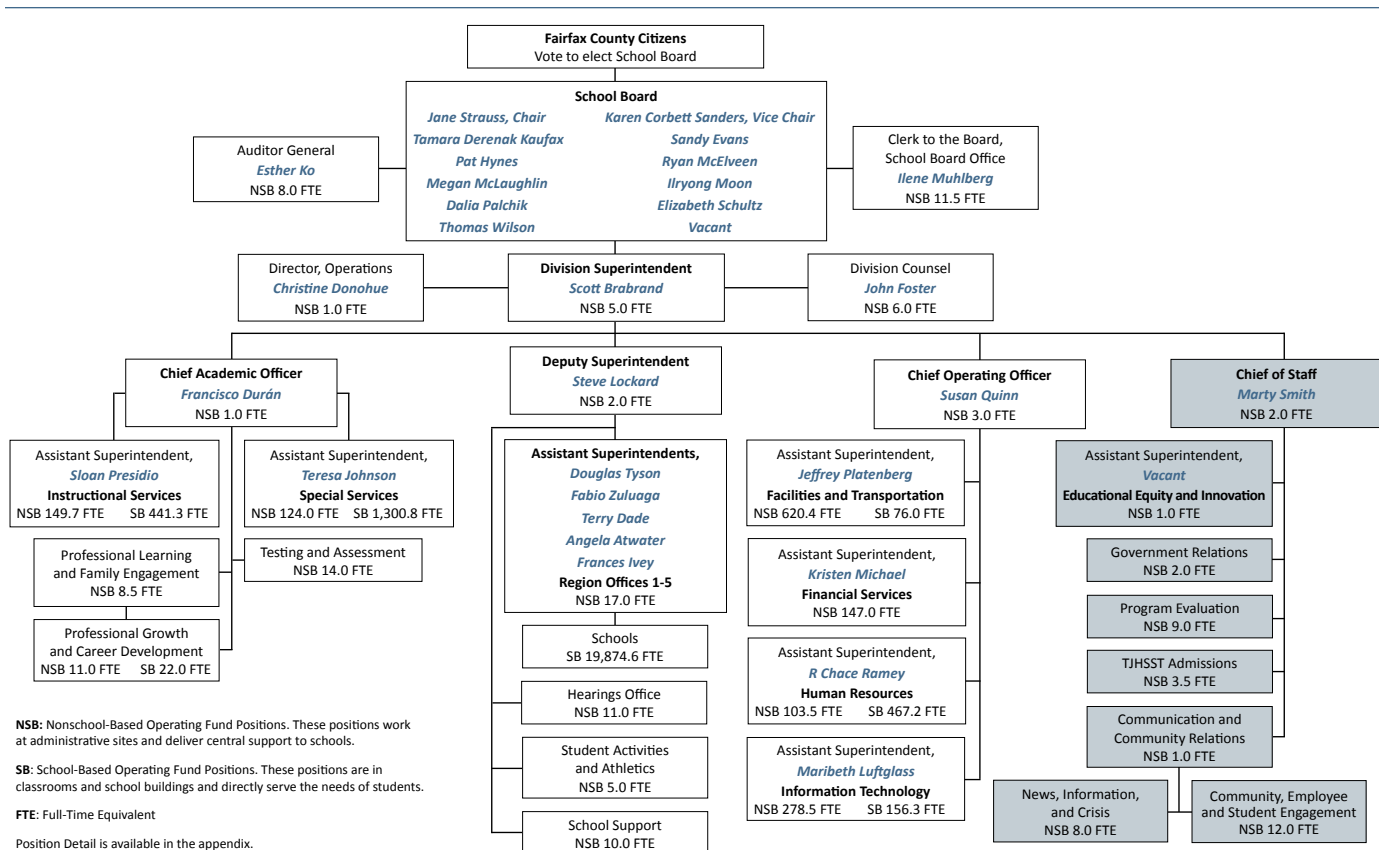 Fairfax County Citizens
Vote to elect School Board
School Board
Jane Strauss, Chair
Karen Corbett Sanders, Vice Chair
Tamara Derenak Kaufax
Sandy Evans
Pat Hynes
Ryan McElveen
Megan McLaughlin
Ilryong Moon
Dalia Palchik
Elizabeth Schultz
Thomas Wilson
Vacant
Auditor General
Esther Ko
NSB 8.0 FTE
Clerk to the Board,
School Board Office
Ilene Muhlberg
NSB 11.5 FTE
Director, Operations
Christine Donohue
NSB 1.0 FTE
Division Superintendent
Scott Brabrand
NSB 5.0 FTE
Division Counsel
John Foster
NSB 6.0 FTE
Chief Academic Officer
Francisco Durán
NSB 1.0 FTE
Deputy Superintendent
Steve Lockard
NSB 2.0 FTE
Chief Operating Officer
Susan Quinn
NSB 3.0 FTE
Chief of Staff
Marty Smith
NSB 2.0 FTE
Assistant Superintendent,
Sloan Presidio
Instructional Services
NSB 149.7 FTE SB 441.3 FTE
Assistant Superintendent,
Teresa Johnson
Special Services
NSB 124.0 FTE SB 1,300.8 FTE
Professional Learning
and Family Engagement
NSB 8.5 FTE
Testing and Assessment
NSB 14.0 FTE
Professional Growth
and Career Development
NSB 11.0 FTE SB 22.0 FTE
Assistant Superintendents,
Douglas Tyson
Fabio Zuluaga
Terry Dade
Angela Atwater
Frances Ivey
Region Offices 1-5
NSB 17.0 FTE
Schools
SB 19,874.6 FTE
Hearings Office
NSB 11.0 FTE
Student Activities
and Athletics
NSB 5.0 FTE
School Support
NSB 10.0 FTE
Assistant Superintendent,
Jeffrey Platenberg
Facilities and Transportation
NSB 620.4 FTE SB 76.0 FTE
Assistant Superintendent,
Kristen Michael
Financial Services
NSB 147.0 FTE
Assistant Superintendent,
R Chace Ramey
Human Resources
NSB 103.5 FTE SB 467.2 FTE
Assistant Superintendent,
Maribeth Luftglass
Information Technology
NSB 278.5 FTE SB 156.3 FTE
Assistant Superintendent,
Vacant
Educational Equity and Innovation
NSB 1.0 FTE
Government Relations
NSB 2.0 FTE
Program Evaluation
NSB 9.0 FTE
TJHSST Admissions
NSB 3.5 FTE
Communication and
Community Relations
NSB 1.0 FTE
News, Information,
and Crisis
NSB 8.0 FTE
Community, Employee
and Student Engagement
NSB 12.0 FTE
NSB: Nonschool-Based Operating Fund Positions. These positions work
at administrative sites and deliver central support to schools.
SB: School-Based Operating Fund Positions. These positions are in
classrooms and school buildings and directly serve the needs of students.
FTE: Full-Time Equivalent
Position Detail is available in the appendix.